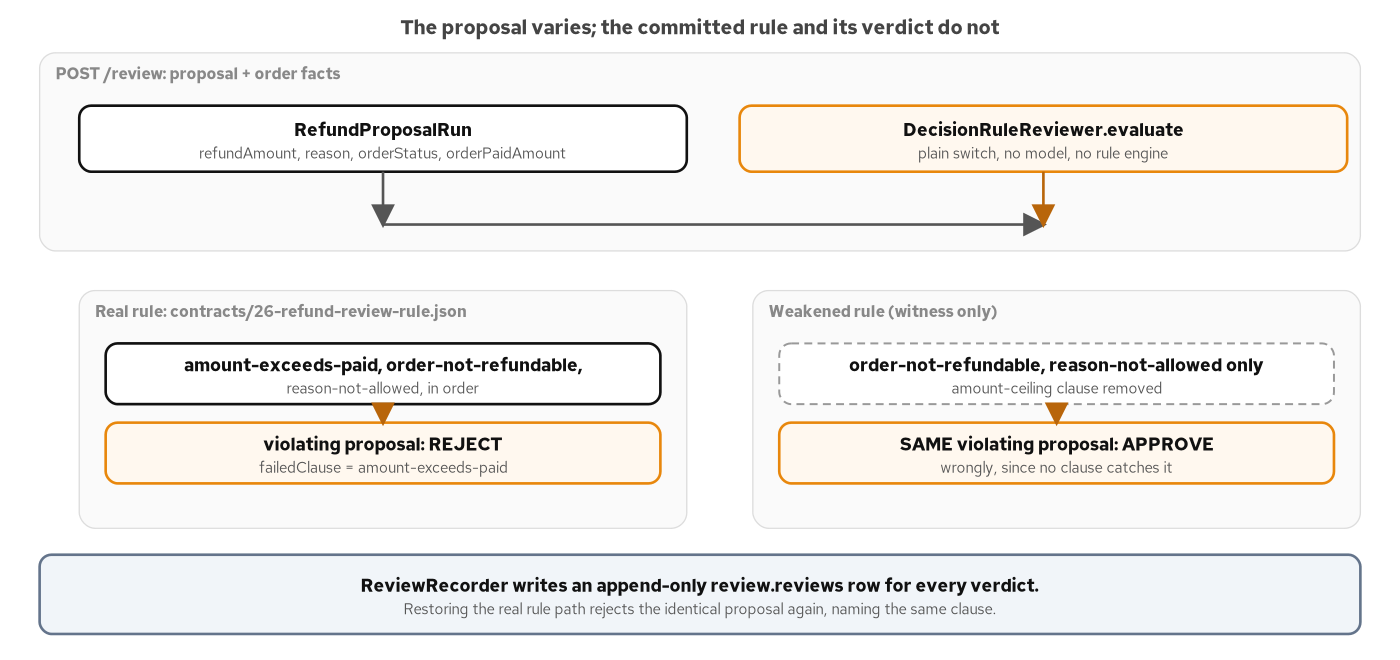 The proposal varies; the committed rule and its verdict do not
POST /review: proposal + order facts
RefundProposalRun
refundAmount, reason, orderStatus, orderPaidAmount
DecisionRuleReviewer.evaluate
plain switch, no model, no rule engine
Real rule: contracts/26-refund-review-rule.json
amount-exceeds-paid, order-not-refundable,
reason-not-allowed, in order
violating proposal: REJECT
failedClause = amount-exceeds-paid
Weakened rule (witness only)
order-not-refundable, reason-not-allowed only
amount-ceiling clause removed
SAME violating proposal: APPROVE
wrongly, since no clause catches it
ReviewRecorder writes an append-only review.reviews row for every verdict.
Restoring the real rule path rejects the identical proposal again, naming the same clause.